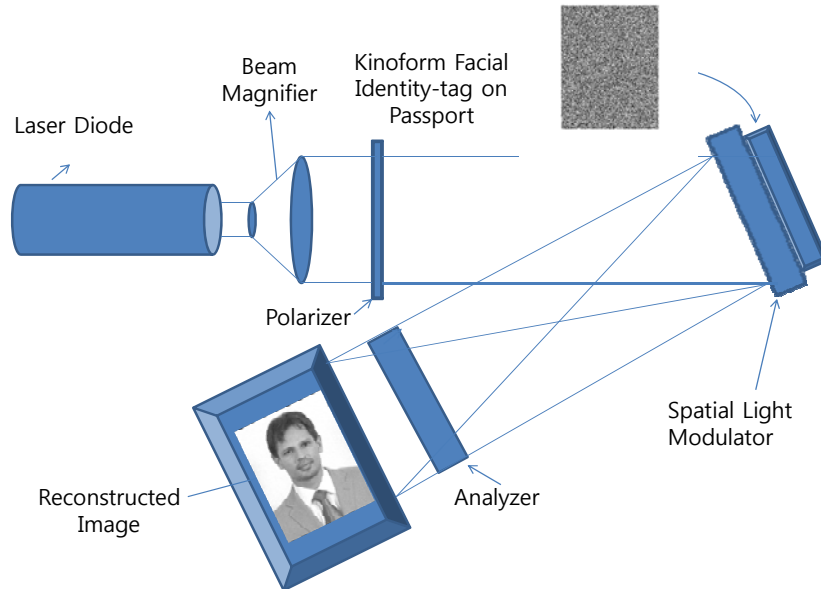 Laser Diode
Beam
Magnifier
Kinoform Facial
Identity-tag on
Passport
Polarizer
Spatial Light
Modulator
Analyzer
Reconstructed
Image